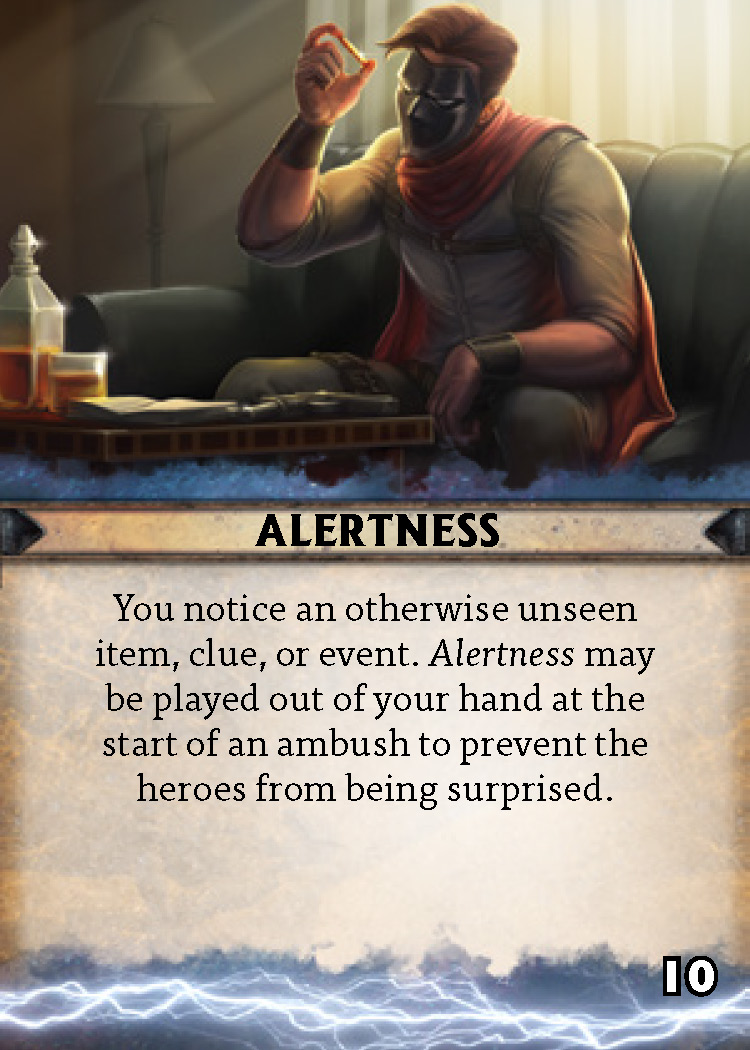 ALERTNESS
You notice an otherwise unseen
item, clue, or event. Alertness may
be played out of your hand at the
start of an ambush to prevent the
heroes from being surprised.
10